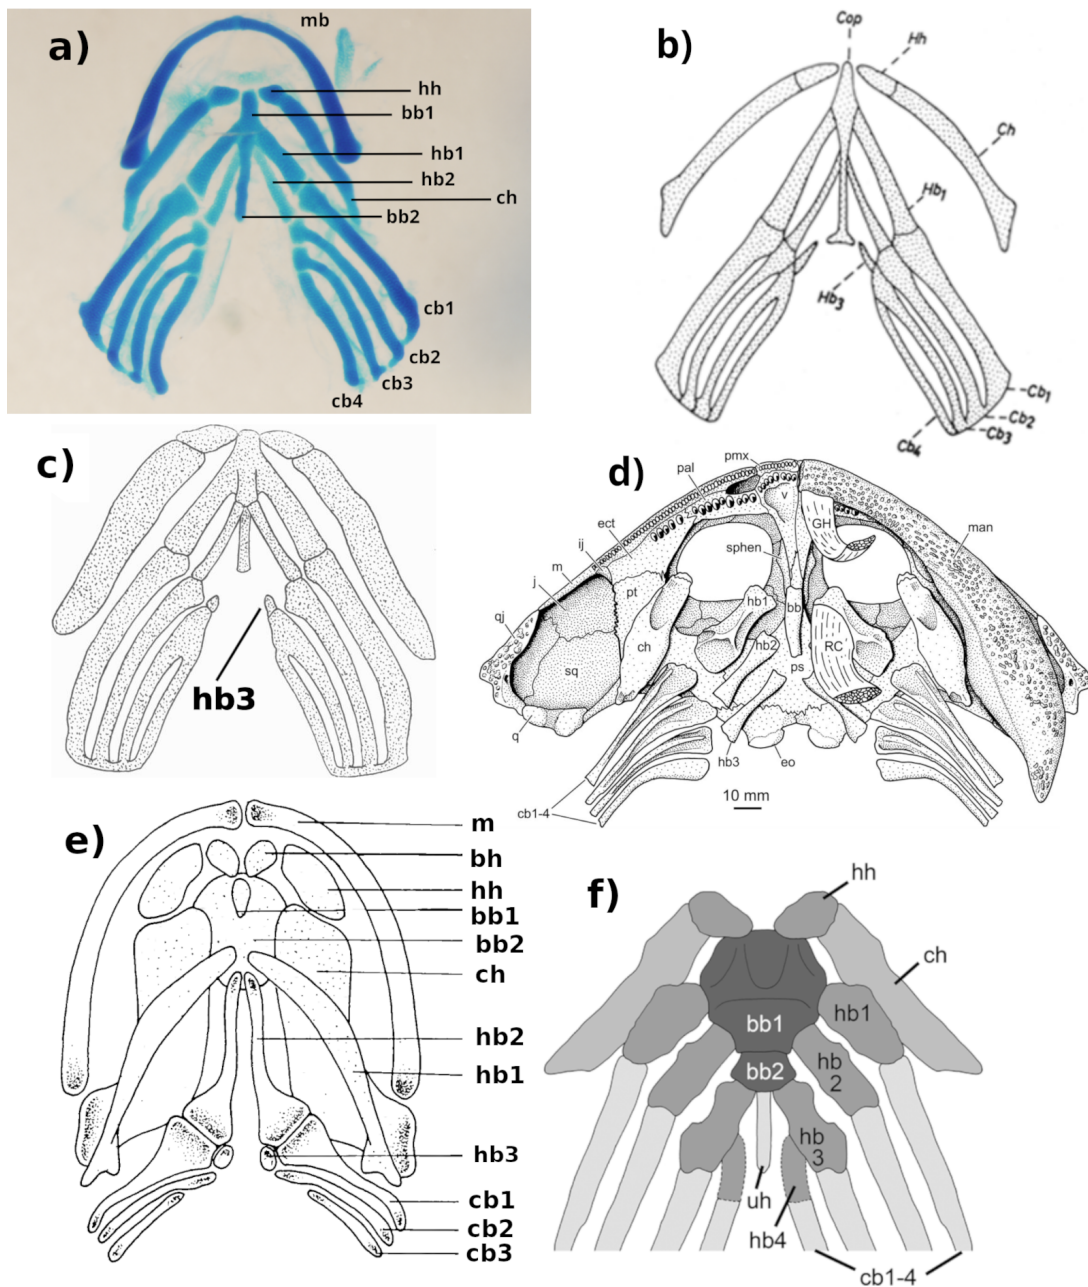 a)
mb
hh
bb1
hb1
hb2
ch
bb2
cb1
cb2
cb3
cb4
b)
Cop
Hh
Ch
Hb1
Hb3
Cb1
Cb2
Cb3
Cb4
c)
hb3
d)
pmx
pal
v
GH
ect
man
sphen
ij
m
j
pt
hb1
bb
qj
ch
hb2
RC
sq
ps
q
hb3
eo
cb1-4
10 mm
e)
m
bh
hh
bb1
bb2
ch
hb2
hb1
hb3
cb1
cb2
cb3
f)
hh
ch
bb1
hb1
bb2
hb
2
hb
3
uh
hb4
cb1-4